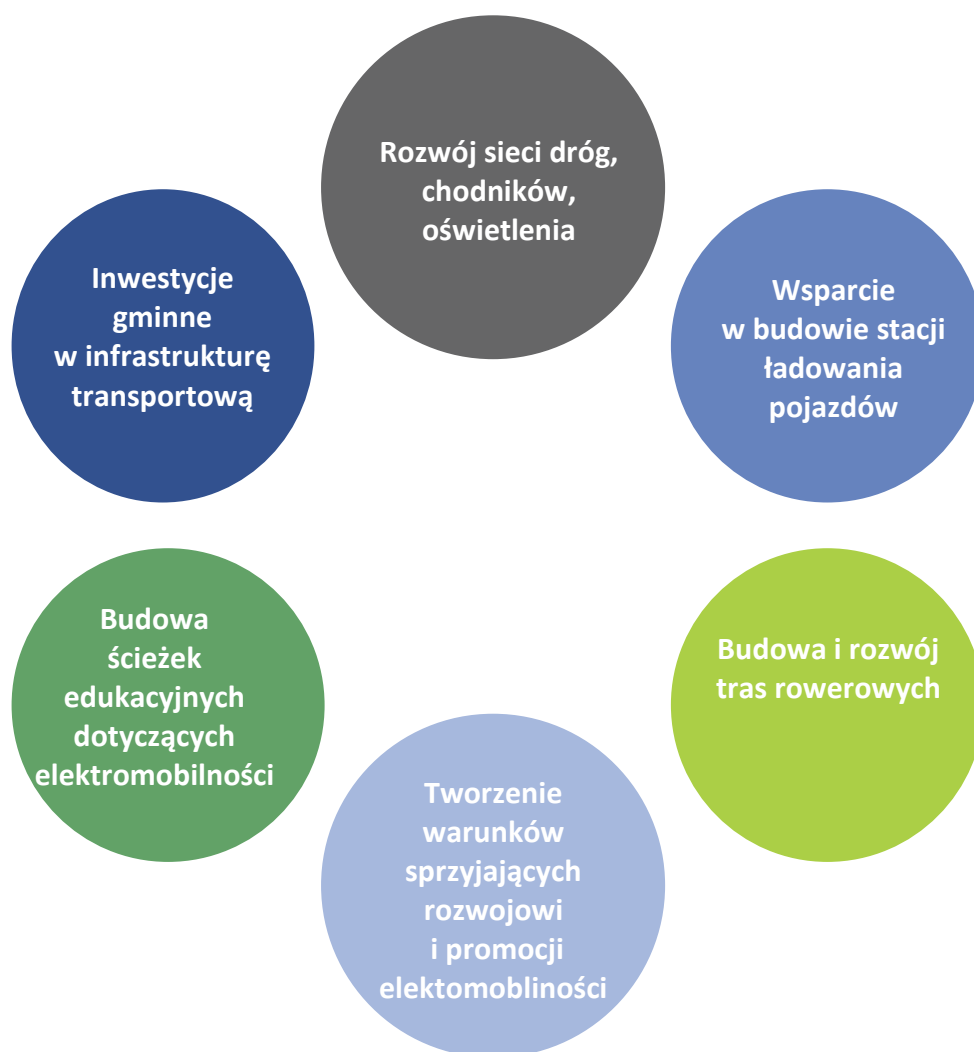 Rozwój sieci dróg,
chodników,
oświetlenia
Wsparcie
w budowie stacji
ładowania
pojazdów
Budowa i rozwój
tras rowerowych
Tworzenie
warunków
sprzyjających
rozwojowi
i promocji
elektomobliności
Budowa
ścieżek
edukacyjnych
dotyczących
elektromobilności
Inwestycje
gminne
w infrastrukturę
transportową